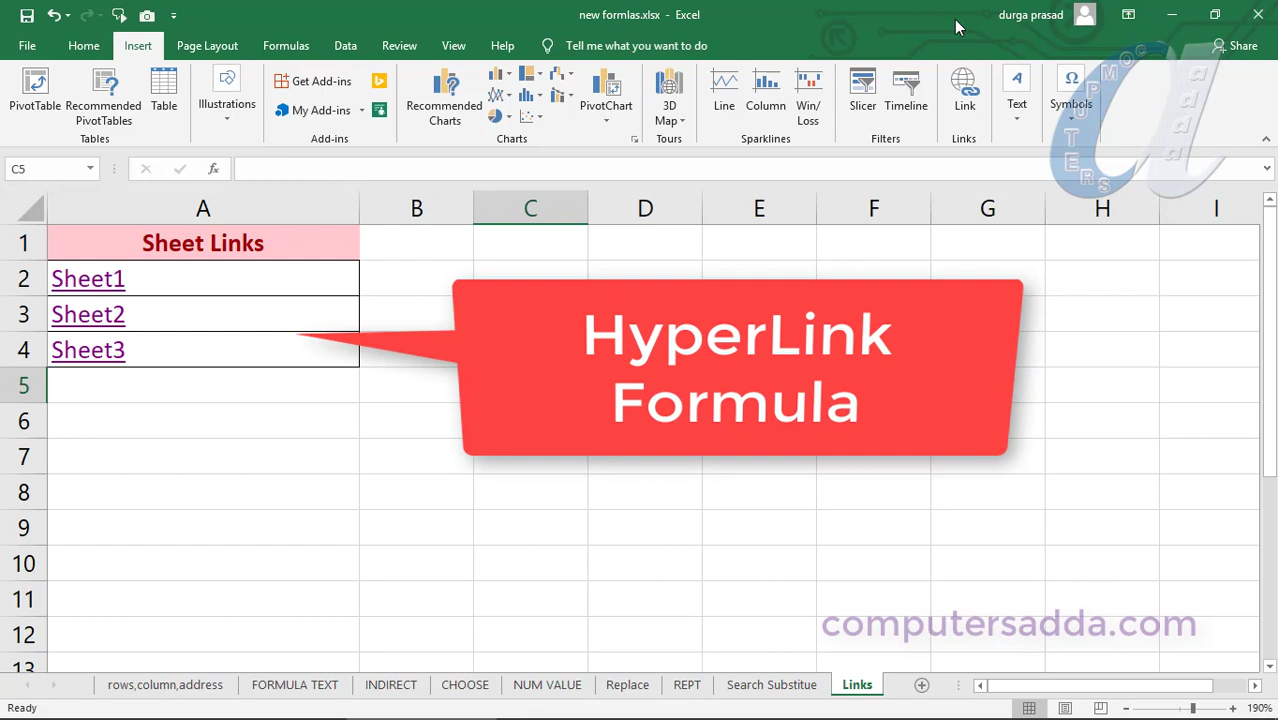 new formlas.xlsx - Excel
durga prasad
File
Home
Insert
Page Layout
Formulas
Data
Review
View
Help
Tell me what you want to do
Share
PivotTable
Recommended
PivotTables
Table
Tables
Illustrations
Get Add-ins
My Add-ins
Add-ins
Recommended
Charts
PivotChart
Charts
3D
Map
Tours
Line
Column
Win/
Loss
Sparklines
Slicer
Timeline
Filters
Link
Links
Text
Symbols
COMPUTERS
adda
C5
fx
A B C D E F G H I
1 Sheet Links
2 Sheet1
3 Sheet2
4 Sheet3
5
6
7
8
9
10
11
12
13
HyperLink
Formula
computersadda.com
rows,column,address
FORMULA TEXT
INDIRECT
CHOOSE
NUM VALUE
Replace
REPT
Search Substitue
Links
Ready
190%